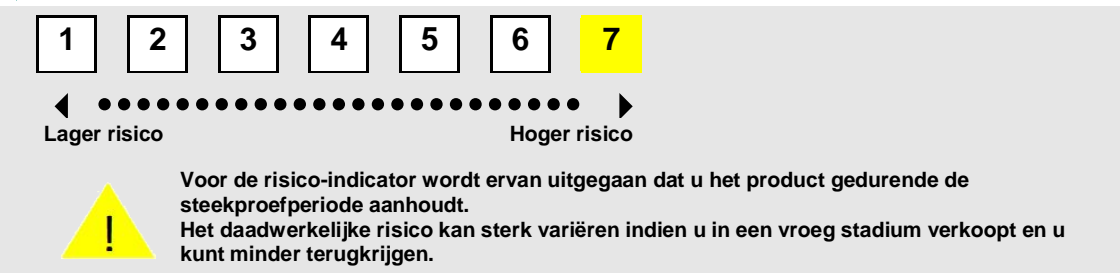 1 2 3 4 5 6 7
Lager risico Hoger risico
Voor de risico-indicator wordt ervan uitgegaan dat u het product gedurende de
steekproefperiode aanhoudt.
Het daadwerkelijke risico kan sterk variëren indien u in een vroeg stadium verkoopt en u
kunt minder terugkrijgen.
!